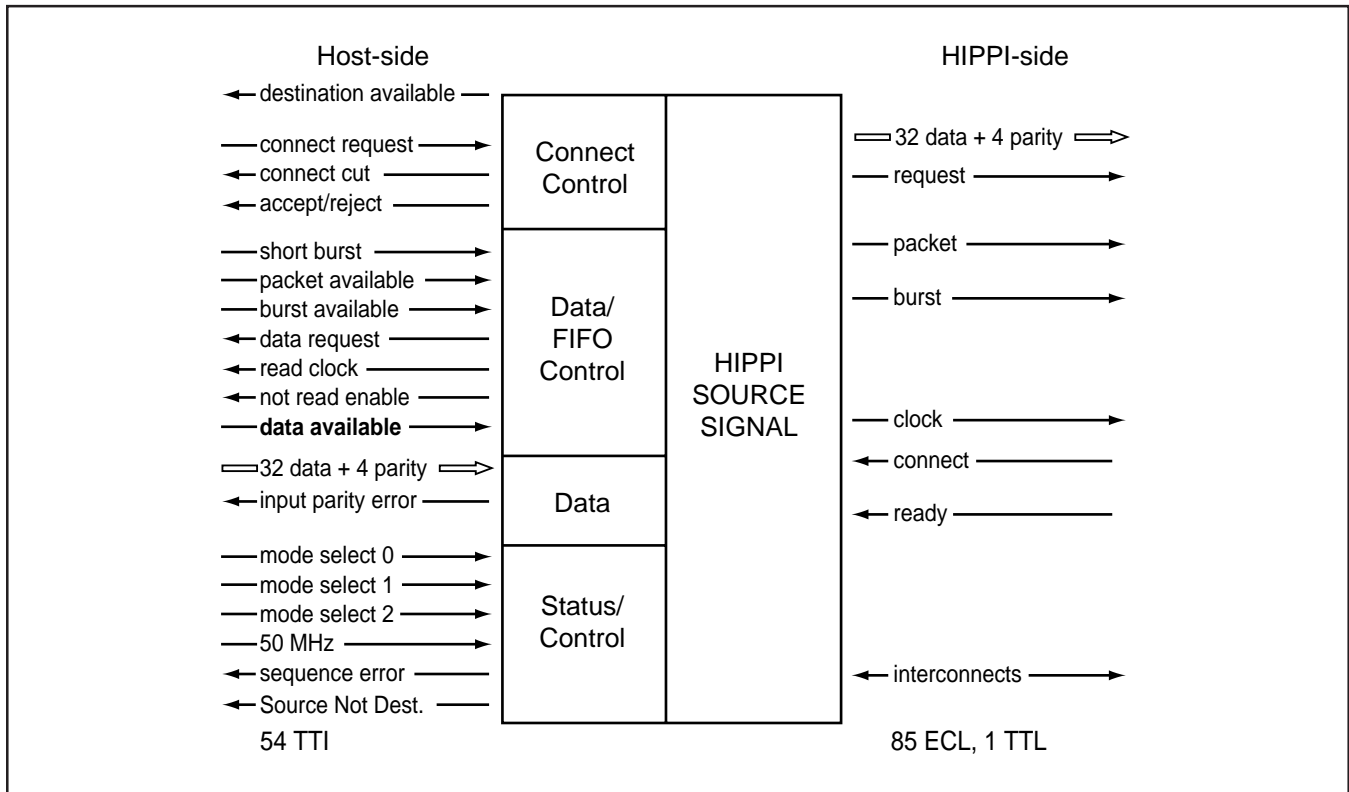 Host-side
HIPPI-side
destination available
connect request
connect cut
accept/reject
short burst
packet available
burst available
data request
read clock
not read enable
data available
32 data + 4 parity
input parity error
mode select 0
mode select 1
mode select 2
50 MHz
sequence error
Source Not Dest.
54 TTI
Connect
Control
Data/
FIFO
Control
Data
Status/
Control
HIPPI
SOURCE
SIGNAL
32 data + 4 parity
request
packet
burst
clock
connect
ready
interconnects
85 ECL, 1 TTL